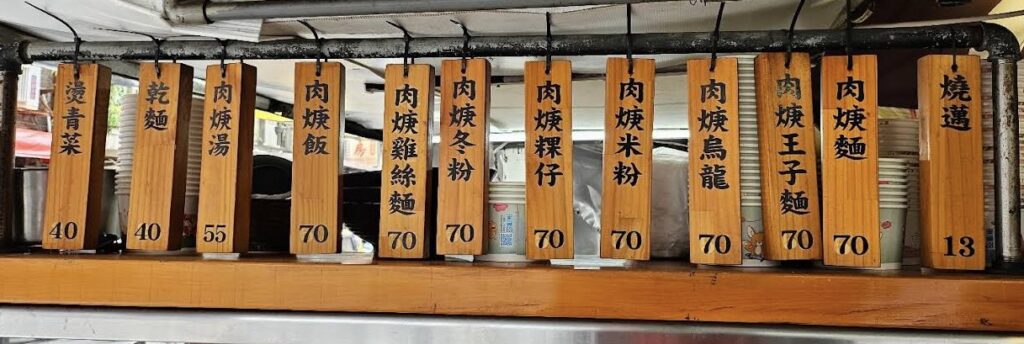 燙青菜
40
乾麵
40
肉焿湯
55
肉焿飯
70
肉焿雞絲麵
70
肉焿冬粉
70
肉焿粿仔
70
肉焿米粉
70
肉焿烏龍
70
肉焿王子麵
70
肉焿麵
70
燒邁
13